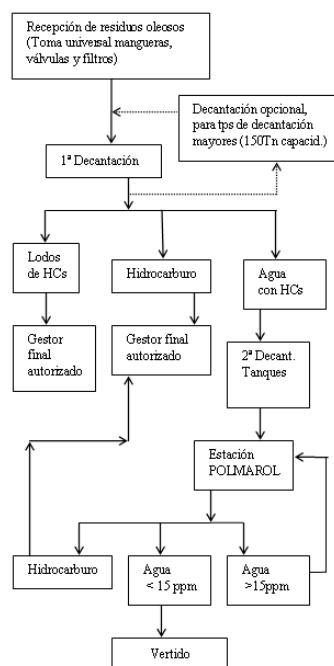 Recepción de residuos oleosos
(Toma universal mangueras,
válvulas y filtros)
Decantación opcional,
para tps de decantación
mayores (150Tn capacid.)
1ª Decantación
Lodos
de HCs
Hidrocarburo
Agua
con HCs
Gestor
final
autorizado
Gestor final
autorizado
2ª Decant.
Tanques
Estación
POLMAROL
Hidrocarburo
Agua
< 15 ppm
Agua
>15ppm
Vertido